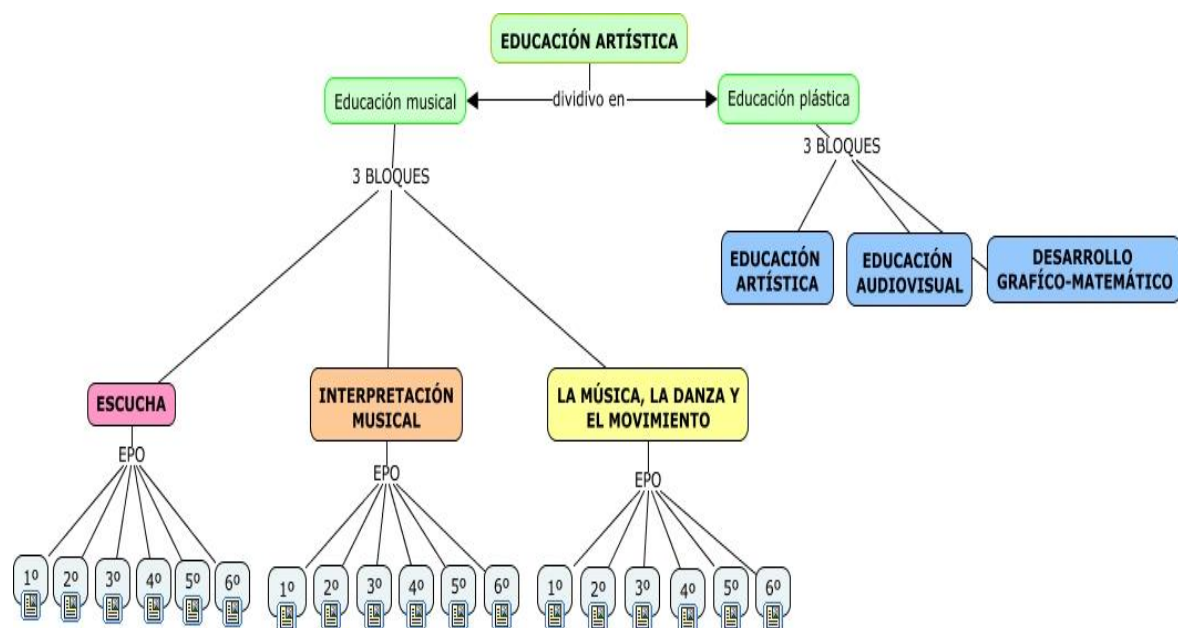 EDUCACIÓN ARTÍSTICA
Educación musical
dividivo en
Educación plástica
3 BLOQUES
3 BLOQUES
EDUCACIÓN
ARTÍSTICA
EDUCACIÓN
AUDIOVISUAL
DESARROLLO
GRAFÍCO-MATEMÁTICO
ESCUCHA
INTERPRETACIÓN
MUSICAL
LA MÚSICA, LA DANZA Y
EL MOVIMIENTO
EPO
EPO
EPO
1º 2º 3º 4º 5º 6º
1º 2º 3º 4º 5º 6º
1º 2º 3º 4º 5º 6º